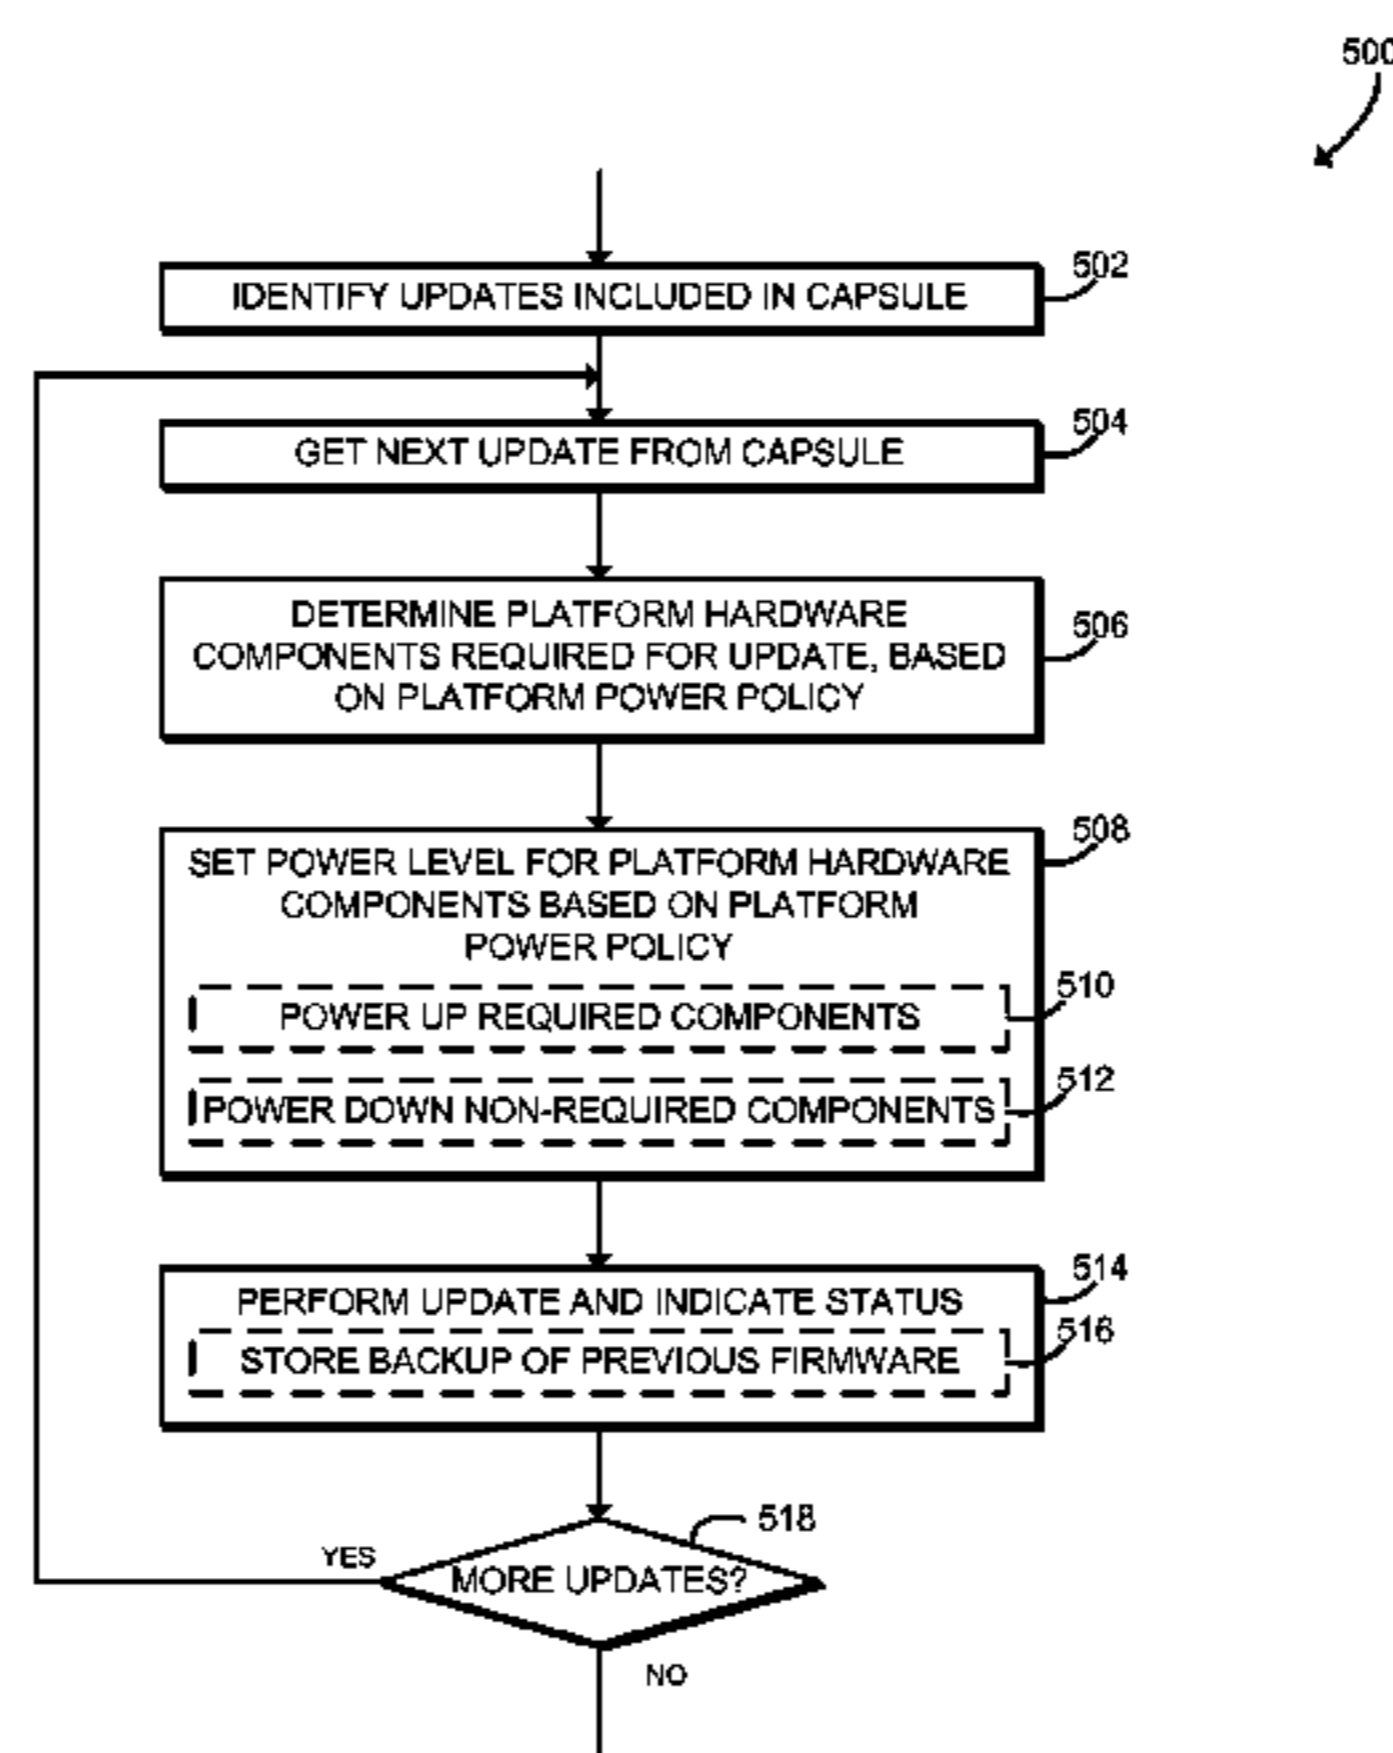 500
502
IDENTIFY UPDATES INCLUDED IN CAPSULE
504
GET NEXT UPDATE FROM CAPSULE
506
DETERMINE PLATFORM HARDWARE
COMPONENTS REQUIRED FOR UPDATE, BASED
ON PLATFORM POWER POLICY
508
SET POWER LEVEL FOR PLATFORM HARDWARE
COMPONENTS BASED ON PLATFORM
POWER POLICY
510
POWER UP REQUIRED COMPONENTS
512
POWER DOWN NON-REQUIRED COMPONENTS
514
PERFORM UPDATE AND INDICATE STATUS
516
STORE BACKUP OF PREVIOUS FIRMWARE
518
YES
MORE UPDATES?
NO